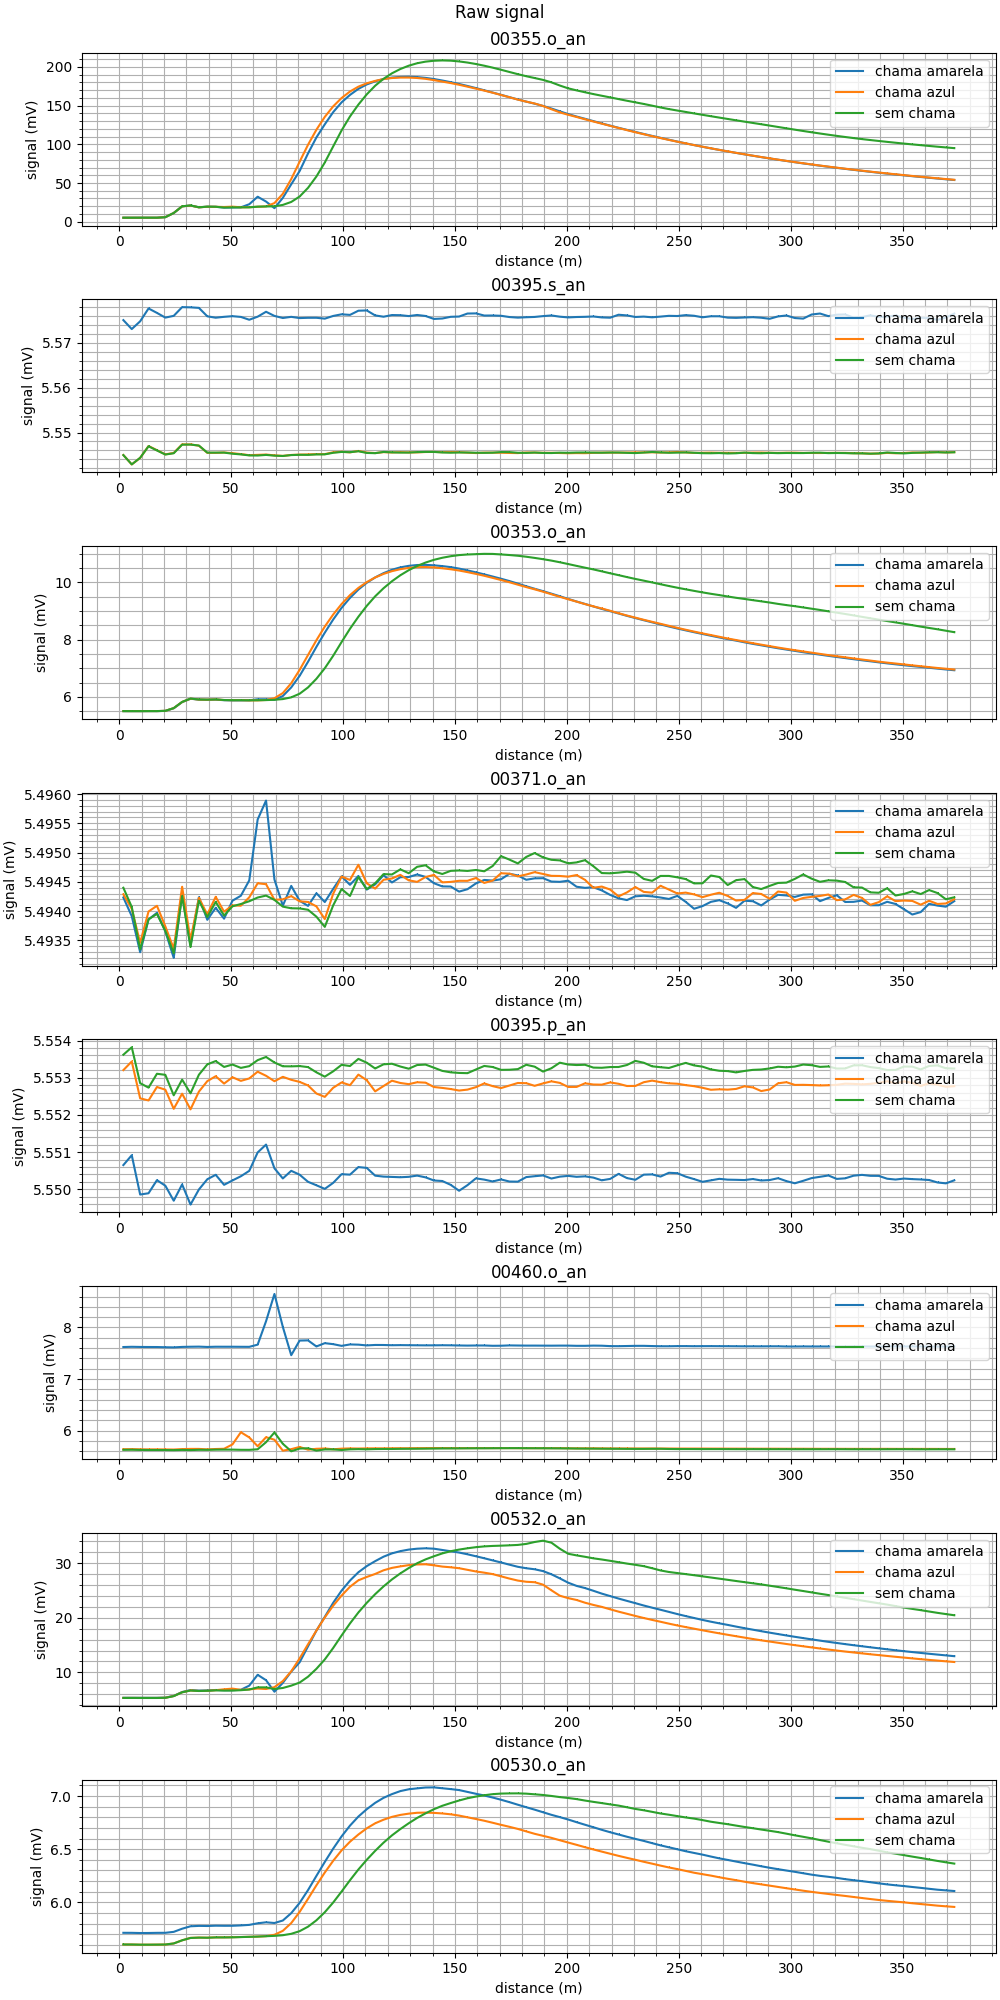 Raw signal
00355.o_an
200
150
100
50
0
signal (mV)
chama amarela
chama azul
sem chama
0 50 100 150 200 250 300 350
distance (m)
00395.s_an
5.57
5.56
5.55
signal (mV)
chama amarela
chama azul
sem chama
0 50 100 150 200 250 300 350
distance (m)
00353.o_an
10
8
6
signal (mV)
chama amarela
chama azul
sem chama
0 50 100 150 200 250 300 350
distance (m)
00371.o_an
5.4960
5.4955
5.4950
5.4945
5.4940
5.4935
signal (mV)
chama amarela
chama azul
sem chama
0 50 100 150 200 250 300 350
distance (m)
00395.p_an
5.554
5.553
5.552
5.551
5.550
signal (mV)
chama amarela
chama azul
sem chama
0 50 100 150 200 250 300 350
distance (m)
00460.o_an
8
7
6
signal (mV)
chama amarela
chama azul
sem chama
0 50 100 150 200 250 300 350
distance (m)
00532.o_an
30
20
10
signal (mV)
chama amarela
chama azul
sem chama
0 50 100 150 200 250 300 350
distance (m)
00530.o_an
7.0
6.5
6.0
signal (mV)
chama amarela
chama azul
sem chama
0 50 100 150 200 250 300 350
distance (m)